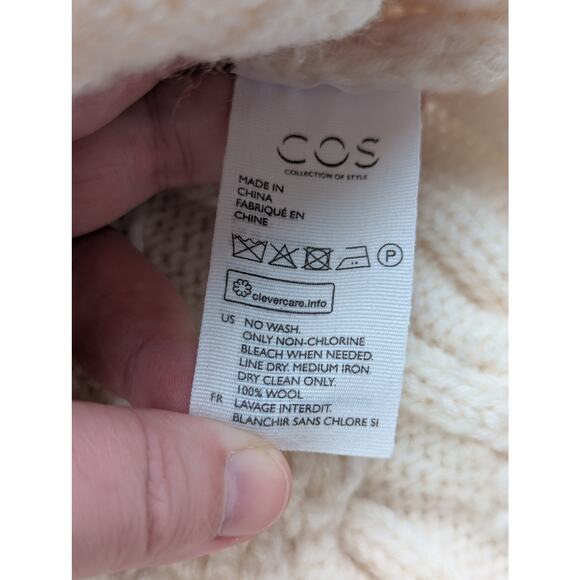 COS
COLLECTION OF STYLE
MADE IN
CHINA
FABRIQUÉ EN
CHINE
P
clevercare.info
US NO WASH.
ONLY NON-CHLORINE
BLEACH WHEN NEEDED.
LINE DRY. MEDIUM IRON
DRY CLEAN ONLY.
100% WOOL
FR LAVAGE INTERDIT.
BLANCHIR SANS CHLORE SI